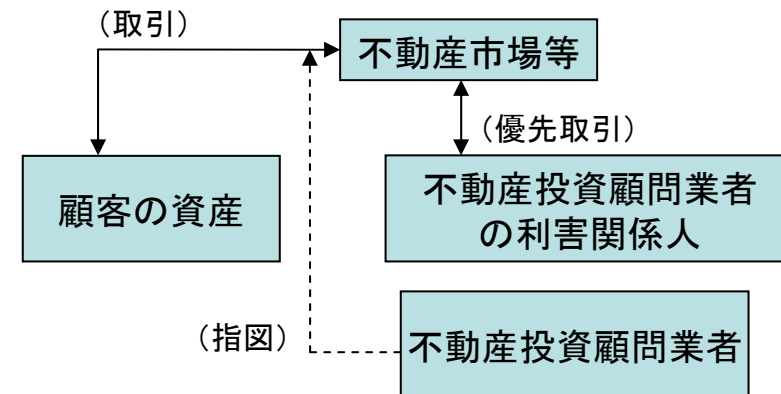 （取引）
不動産市場等
（優先取引）
顧客の資産
不動産投資顧問業者
の利害関係人
（指図）
不動産投資顧問業者